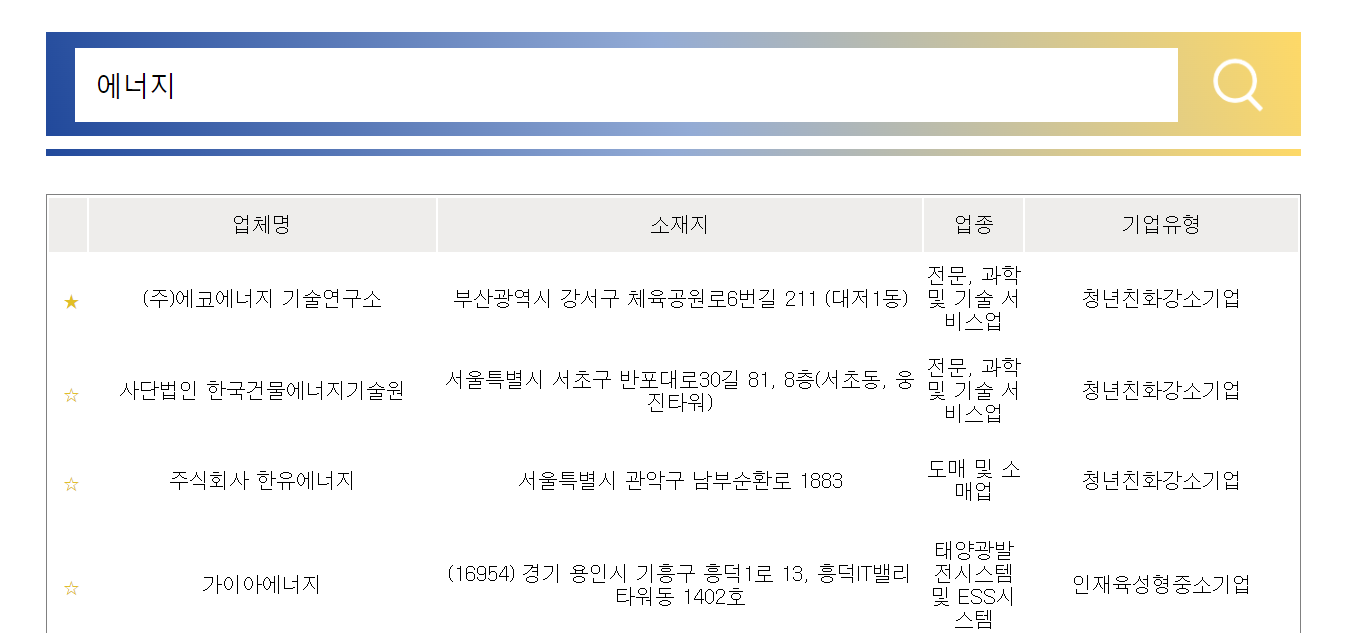 에너지
업체명 소재지 업종 기업유형
★ (주)에코에너지 기술연구소 부산광역시 강서구 체육공원로6번길 211 (대저1동) 전문, 과학
및 기술 서
비스업 청년친화강소기업
☆ 사단법인 한국건물에너지기술원 서울특별시 서초구 반포대로30길 81, 8층(서초동, 웅
진타워) 전문, 과학
및 기술 서
비스업 청년친화강소기업
☆ 주식회사 한유에너지 서울특별시 관악구 남부순환로 1883 도매 및 소
매업 청년친화강소기업
☆ 가이아에너지 (16954) 경기 용인시 기흥구 흥덕1로 13, 흥덕IT밸리
타워동 1402호 태양광발
전시스템
및 ESS시
스템 인재육성형중소기업